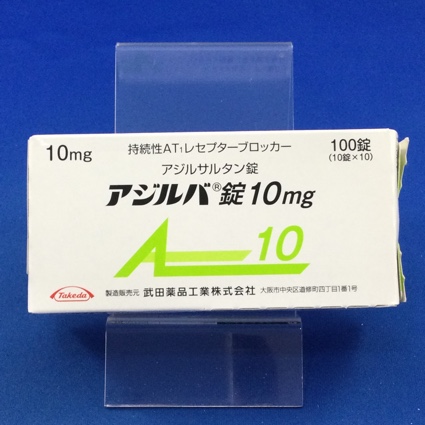 10mg
持続性AT₁レセプターブロッカー
100錠
(10錠×10)
アジルサルタン錠
アジルバ®錠10mg
A 10
Takeda
製造販売元 武田薬品工業株式会社 大阪市中央区道修町四丁目1番1号